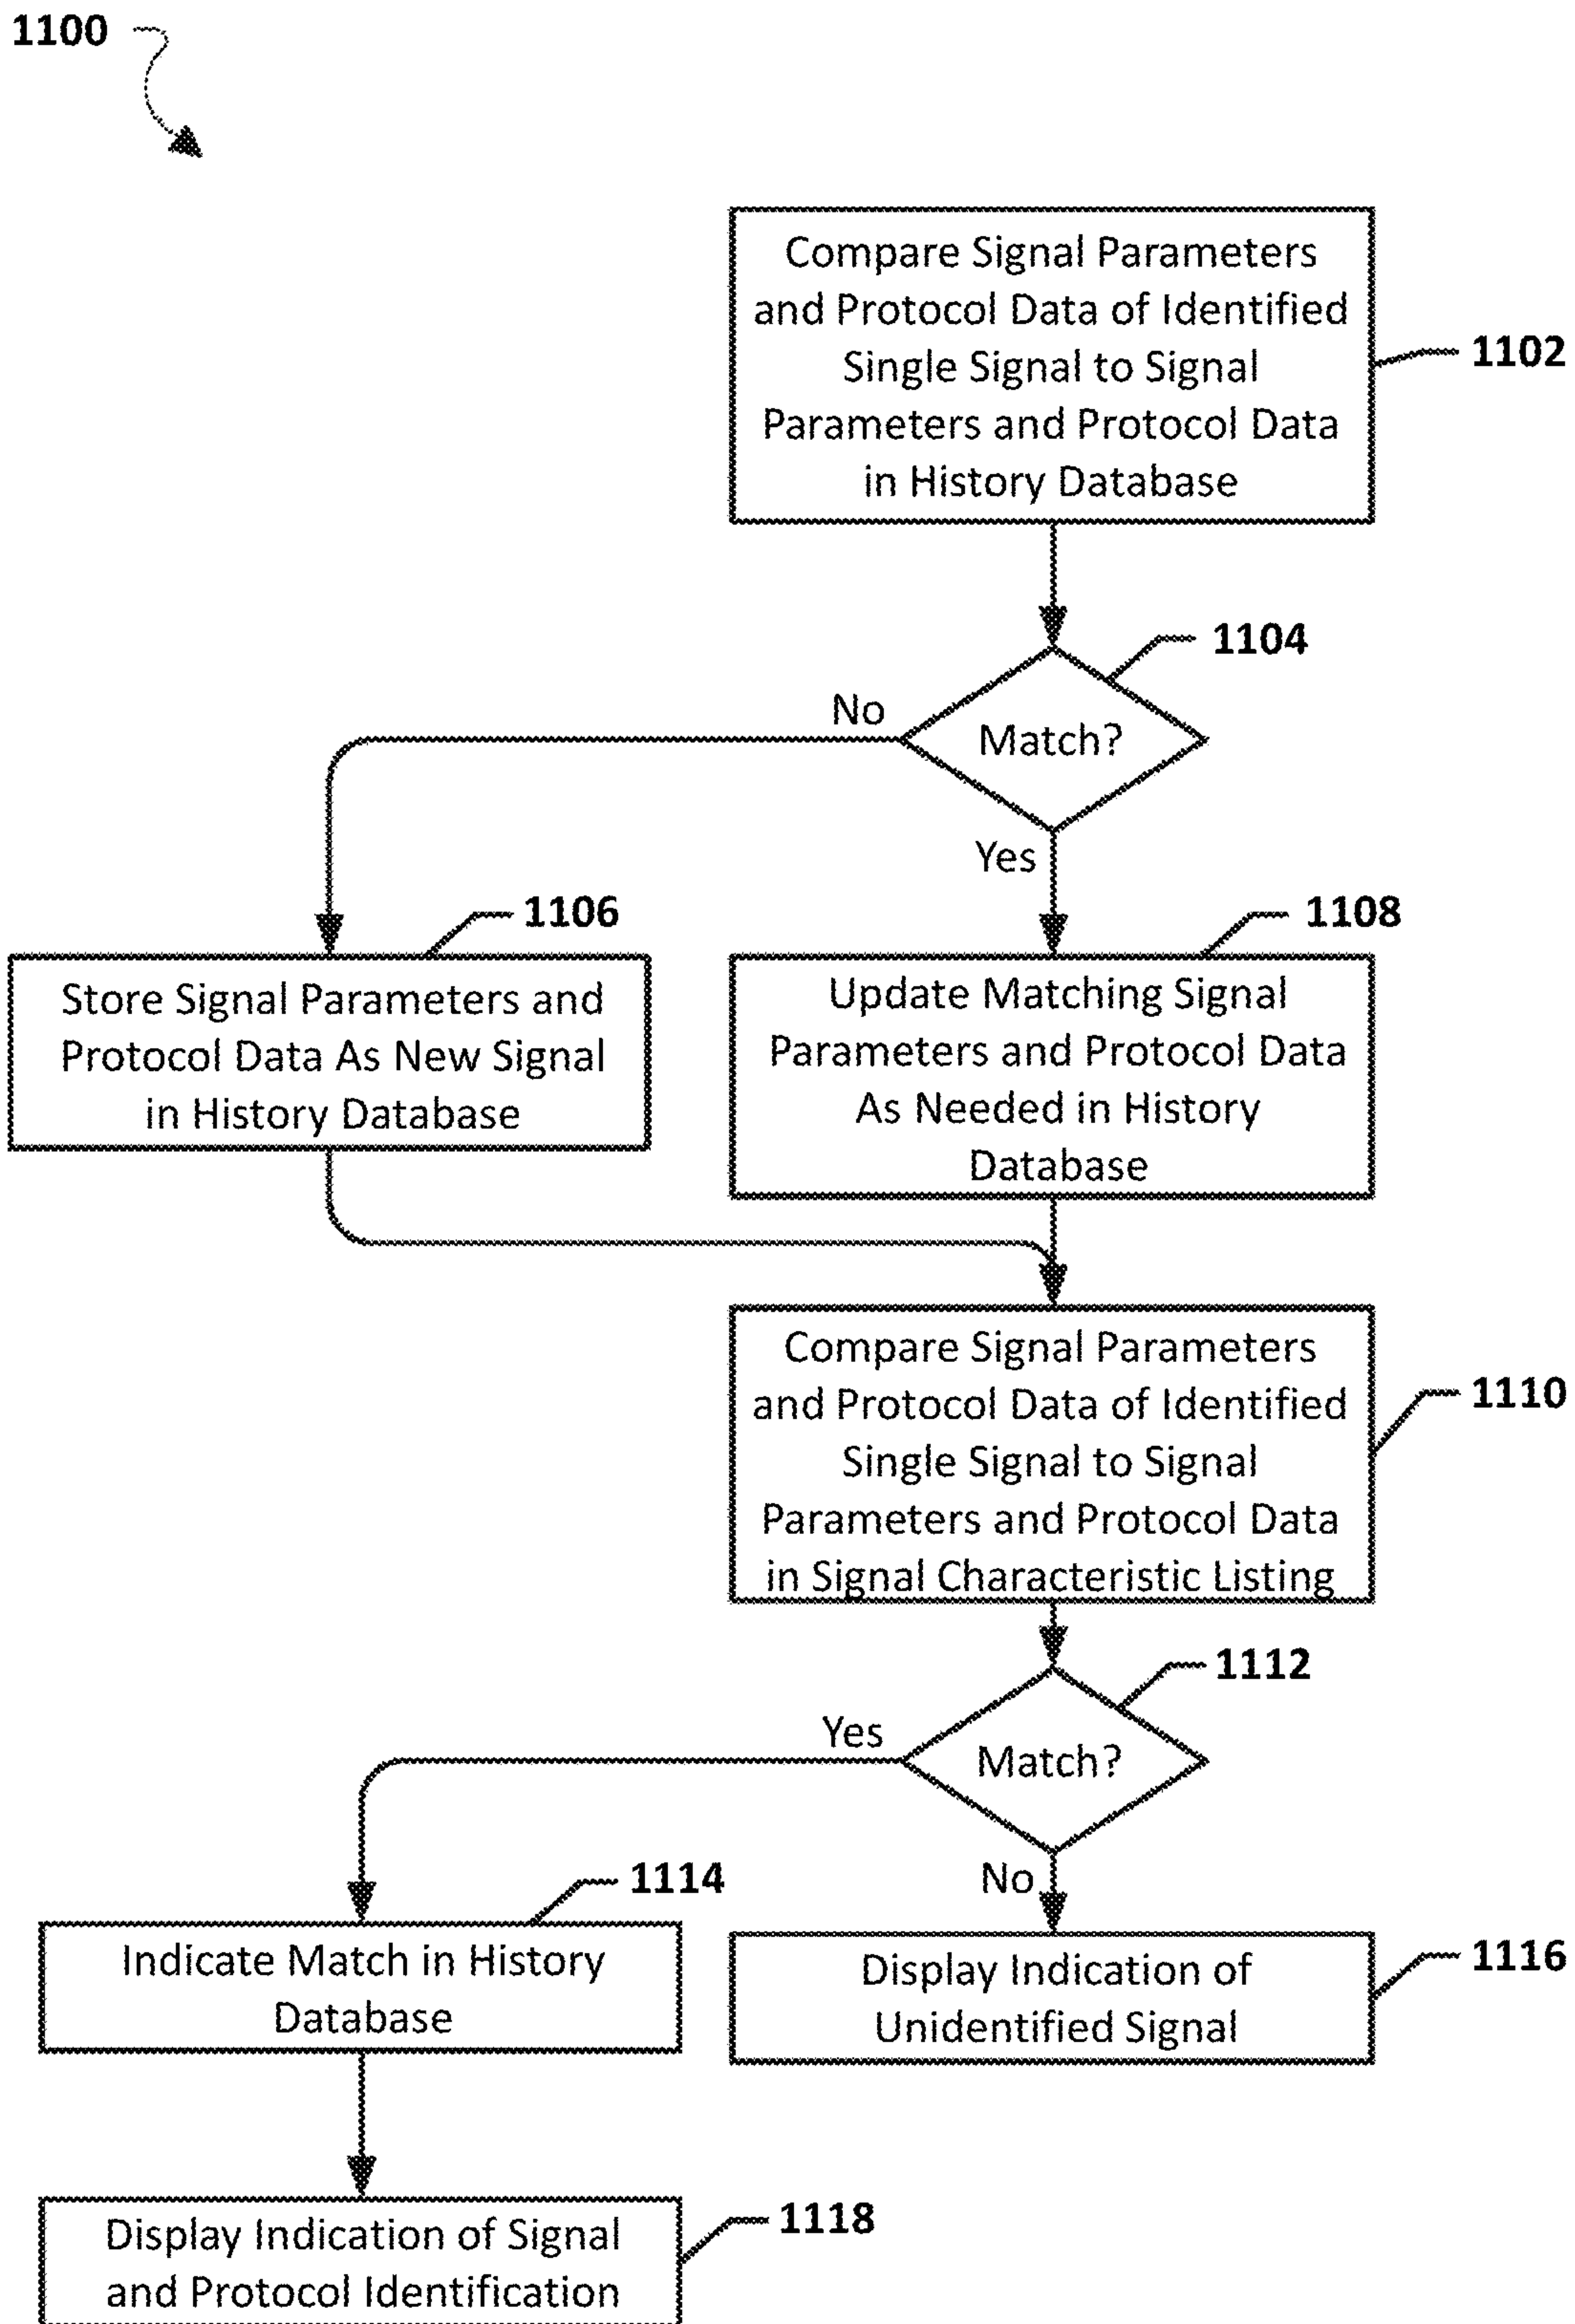 1100
Compare Signal Parameters
and Protocol Data of Identified
Single Signal to Signal
Parameters and Protocol Data
in History Database
1102
1104
No
Match?
Yes
1106
1108
Store Signal Parameters and
Protocol Data As New Signal
in History Database
Update Matching Signal
Parameters and Protocol Data
As Needed in History
Database
Compare Signal Parameters
and Protocol Data of Identified
Single Signal to Signal
Parameters and Protocol Data
in Signal Characteristic Listing
1110
1112
Yes
Match?
No
1114
Indicate Match in History
Database
Display Indication of
Unidentified Signal
1116
Display Indication of Signal
and Protocol Identification
1118